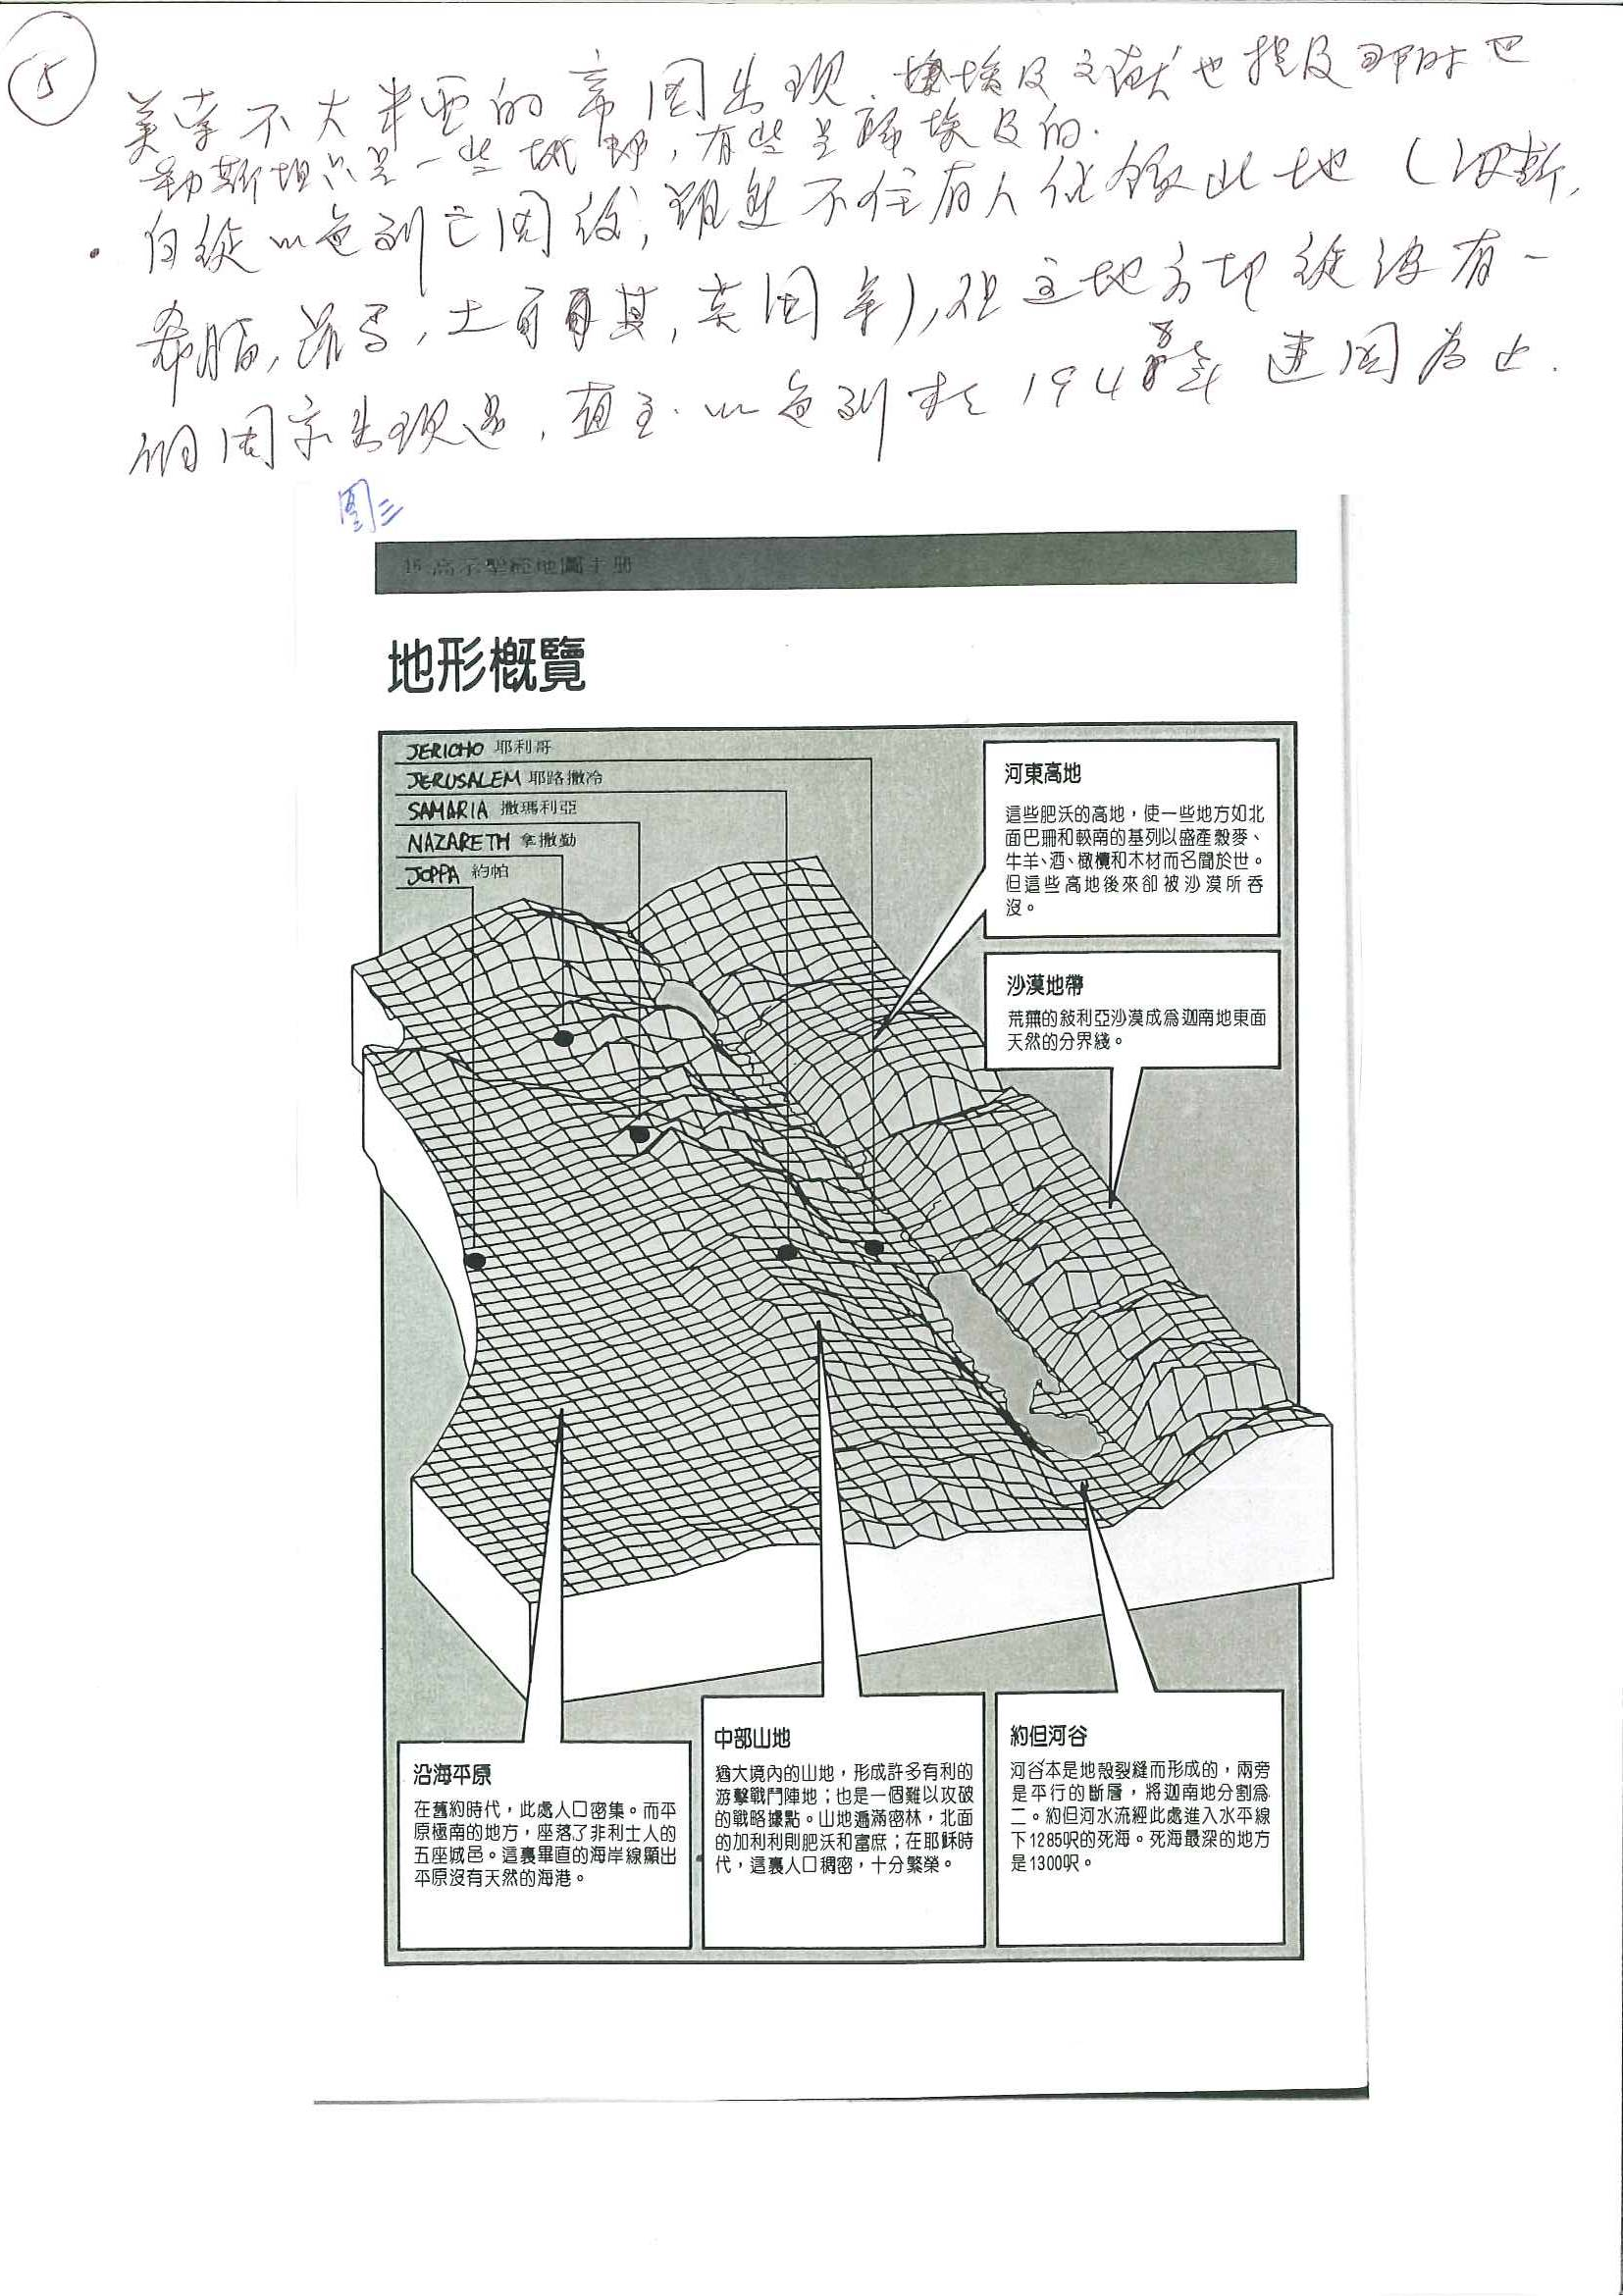 5
美索不大米亚的帝国出现. 埃及文献也提及那时巴
勒斯坦只是一些城邦, 有些是歸埃及的.
· 自從以色列亡国後, 雖然不住有人佔領此地 (波斯,
希腊, 羅马, 土耳其, 英国等), 但這地方却從沒有一
個国家出现过, 直至以色列於1948年建国為止.
圖三
16 高示聖經地圖手册
地形概覽
JERICHO 耶利哥
JERUSALEM 耶路撒冷
SAMARIA 撒瑪利亞
NAZARETH 拿撒勒
JOPPA 約帕
河東高地
這些肥沃的高地，使一些地方如北
面巴珊和較南的基列以盛產穀麥、
牛羊、酒、橄欖和木材而名聞於世。
但這些高地後來卻被沙漠所吞
沒。
沙漠地帶
荒蕪的敍利亞沙漠成爲迦南地東面
天然的分界綫。
沿海平原
在舊約時代，此處人口密集。而平
原極南的地方，座落了非利士人的
五座城邑。這裏畢直的海岸線顯出
平原沒有天然的海港。
中部山地
猶大境內的山地，形成許多有利的
游擊戰鬥陣地；也是一個難以攻破
的戰略據點。山地遍滿密林，北面
的加利利則肥沃和富庶；在耶穌時
代，這裏人口稠密，十分繁榮。
約但河谷
河谷本是地殼裂縫而形成的，兩旁
是平行的斷層，將迦南地分割爲
二。約但河水流經此處進入水平線
下1285呎的死海。死海最深的地方
是1300呎。